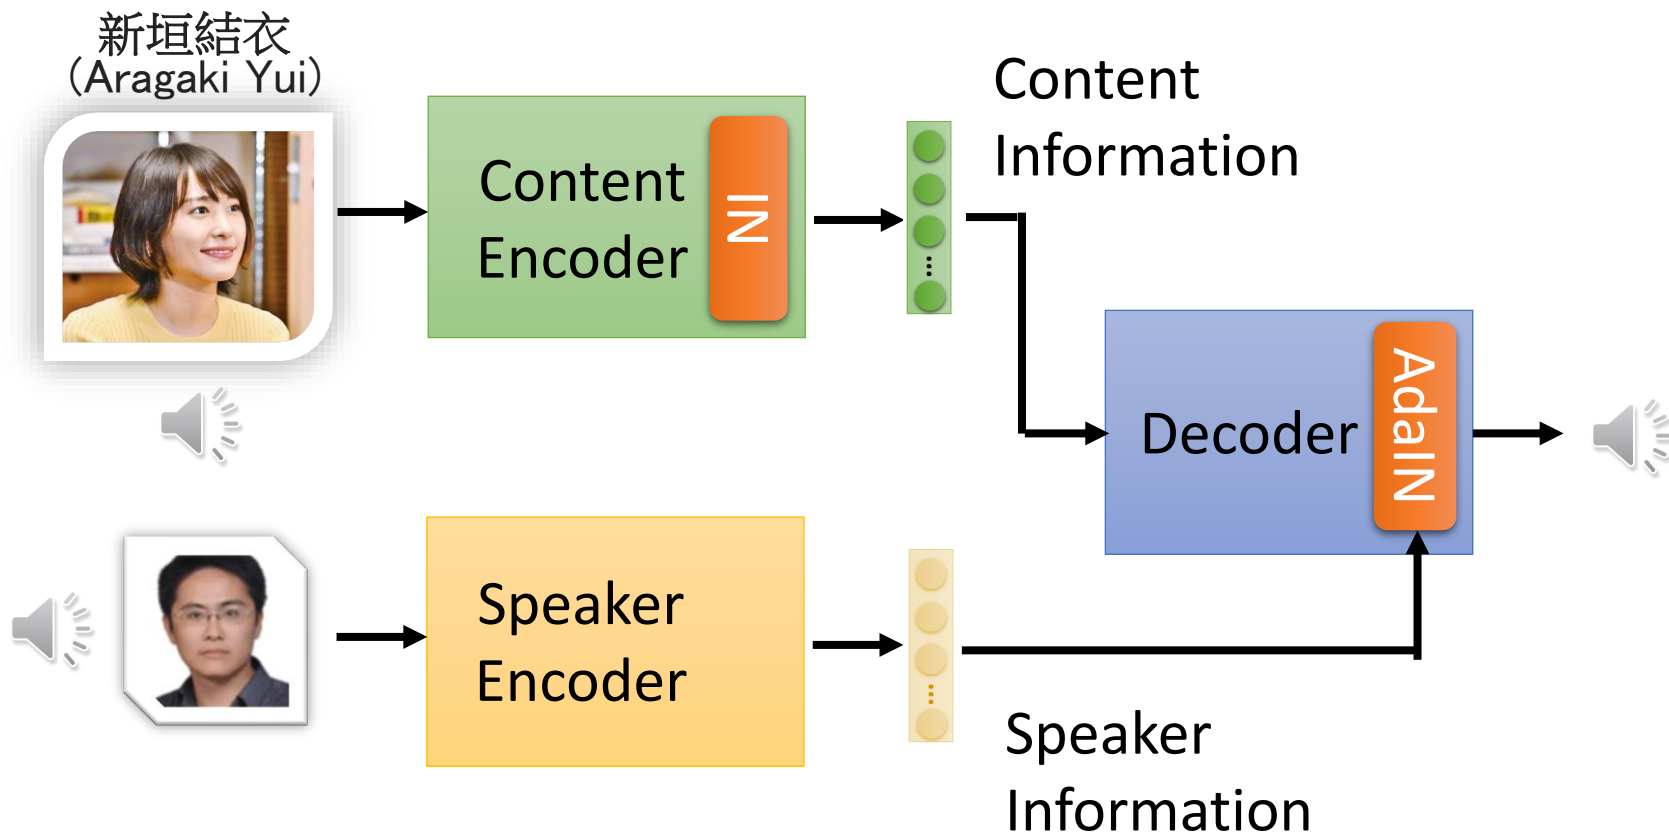 新垣結衣
(Aragaki Yui)
Content
Encoder
IN
Content
Information
Decoder
AdaIN
Speaker
Encoder
Speaker
Information